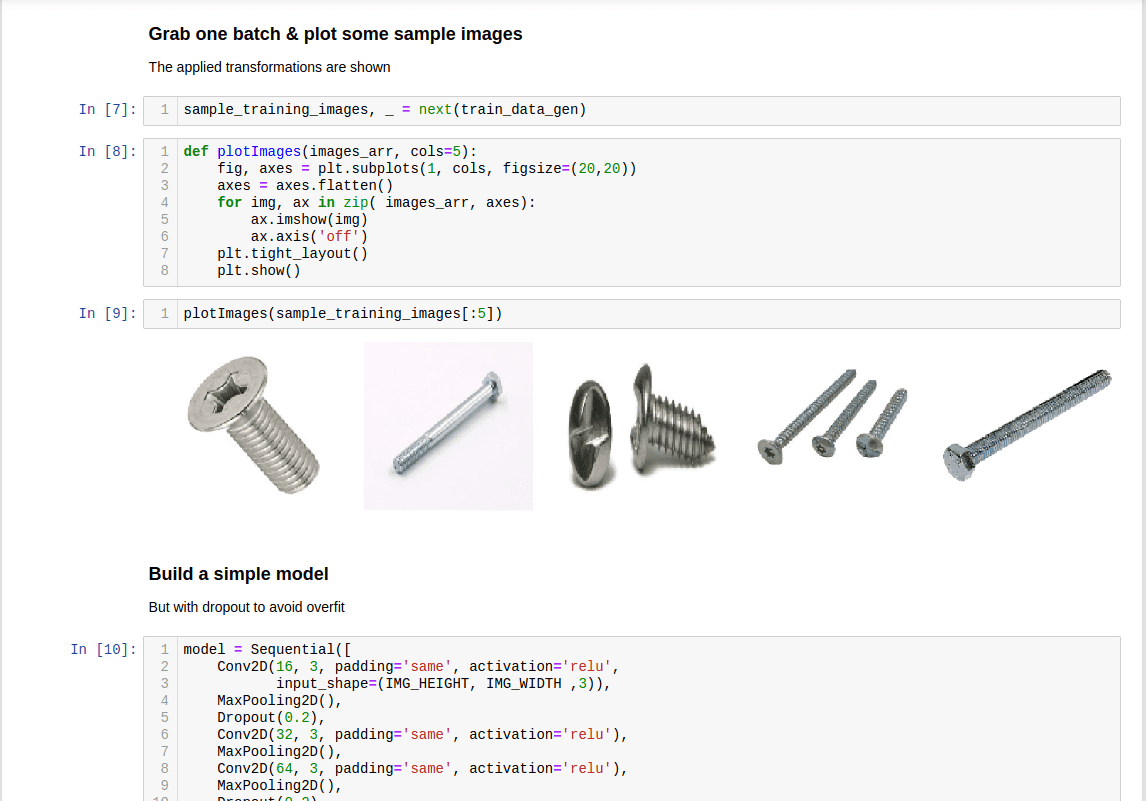 Grab one batch & plot some sample images
The applied transformations are shown
In [7]:
1 sample_training_images, _ = next(train_data_gen)
In [8]:
1 def plotImages(images_arr, cols=5):
2     fig, axes = plt.subplots(1, cols, figsize=(20,20))
3     axes = axes.flatten()
4     for img, ax in zip( images_arr, axes):
5         ax.imshow(img)
6         ax.axis('off')
7     plt.tight_layout()
8     plt.show()
In [9]:
1 plotImages(sample_training_images[:5])
Build a simple model
But with dropout to avoid overfit
In [10]:
1 model = Sequential([
2     Conv2D(16, 3, padding='same', activation='relu',
3            input_shape=(IMG_HEIGHT, IMG_WIDTH ,3)),
4     MaxPooling2D(),
5     Dropout(0.2),
6     Conv2D(32, 3, padding='same', activation='relu'),
7     MaxPooling2D(),
8     Conv2D(64, 3, padding='same', activation='relu'),
9     MaxPooling2D(),
10     Dropout(0.2)